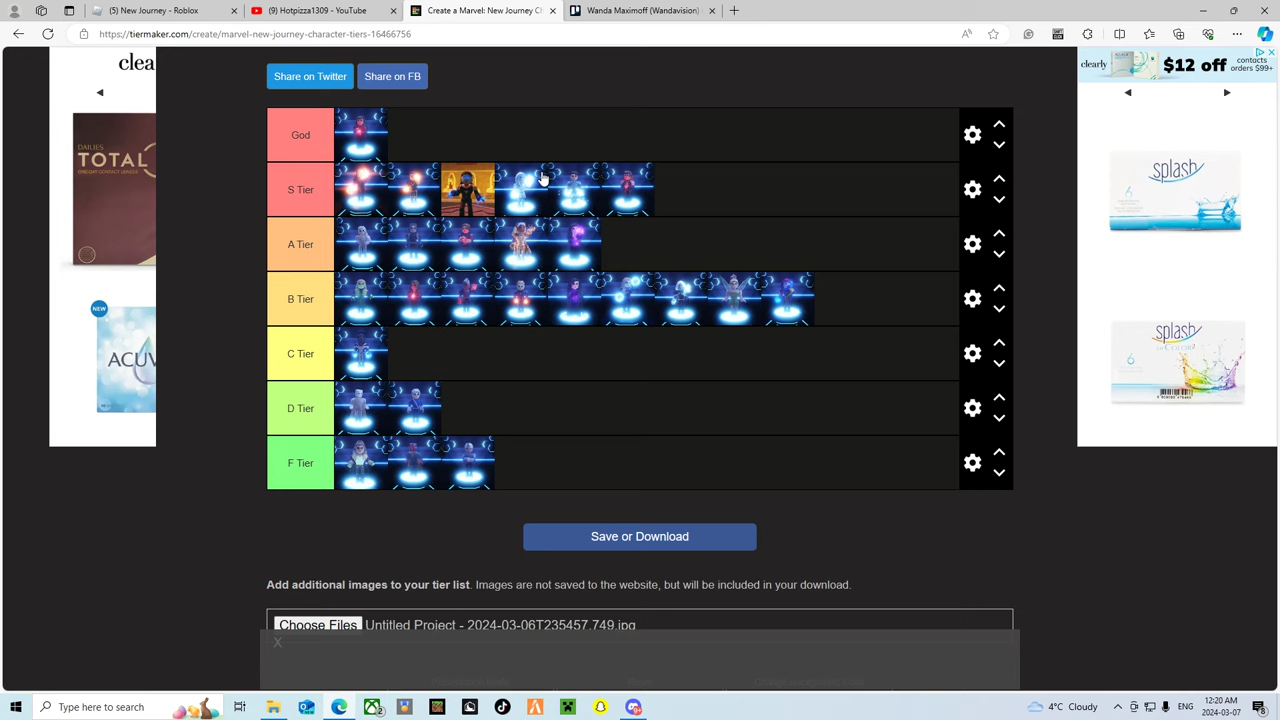 (5) New Journey - Roblox
(9) Hotpizza1309 - YouTube
Create a Marvel: New Journey Ch
Wanda Maximoff (Wandavision)
https://tiermaker.com/create/marvel-new-journey-character-tiers-16466756
clea
DAILIES
TOTAL
NEW
ACUV
Share on Twitter
Share on FB
God
S Tier
A Tier
B Tier
C Tier
D Tier
F Tier
Save or Download
Add additional images to your tier list. Images are not saved to the website, but will be included in your download.
Choose Files Untitled Project - 2024-03-06T235457.749.jpg
X
clearly
$12 off
contacts
orders $99+
splash
splash
Type here to search
4°C Cloudy
ENG
12:20 AM
2024-03-07